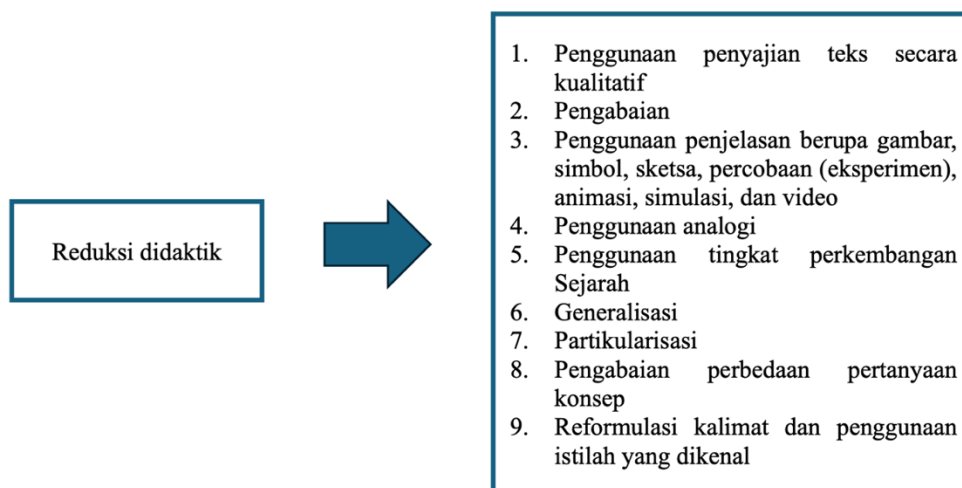 Reduksi didaktik
1. Penggunaan penyajian teks secara
kualitatif
2. Pengabaian
3. Penggunaan penjelasan berupa gambar,
simbol, sketsa, percobaan (eksperimen),
animasi, simulasi, dan video
4. Penggunaan analogi
5. Penggunaan tingkat perkembangan
Sejarah
6. Generalisasi
7. Partikularisasi
8. Pengabaian perbedaan pertanyaan
konsep
9. Reformulasi kalimat dan penggunaan
istilah yang dikenal